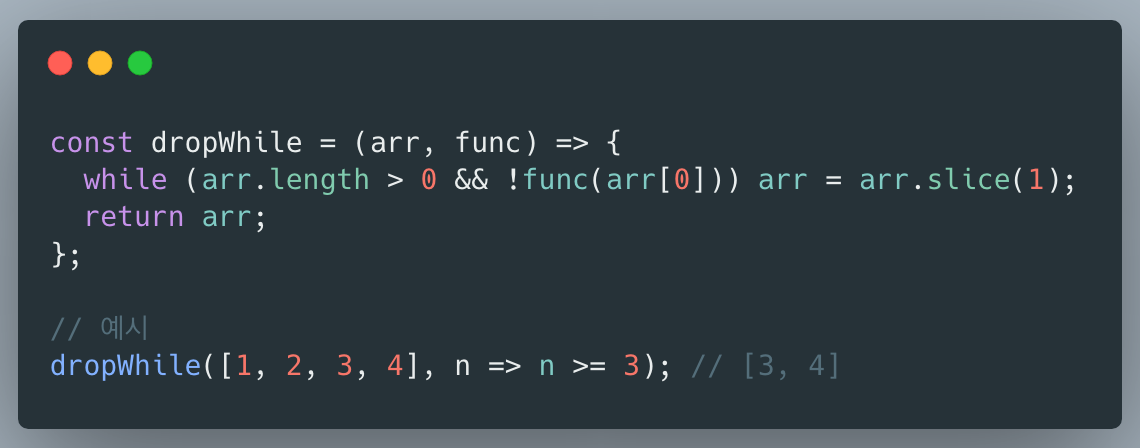 const dropWhile = (arr, func) => {
  while (arr.length > 0 && !func(arr[0])) arr = arr.slice(1);
  return arr;
};

// 예시
dropWhile([1, 2, 3, 4], n => n >= 3); // [3, 4]